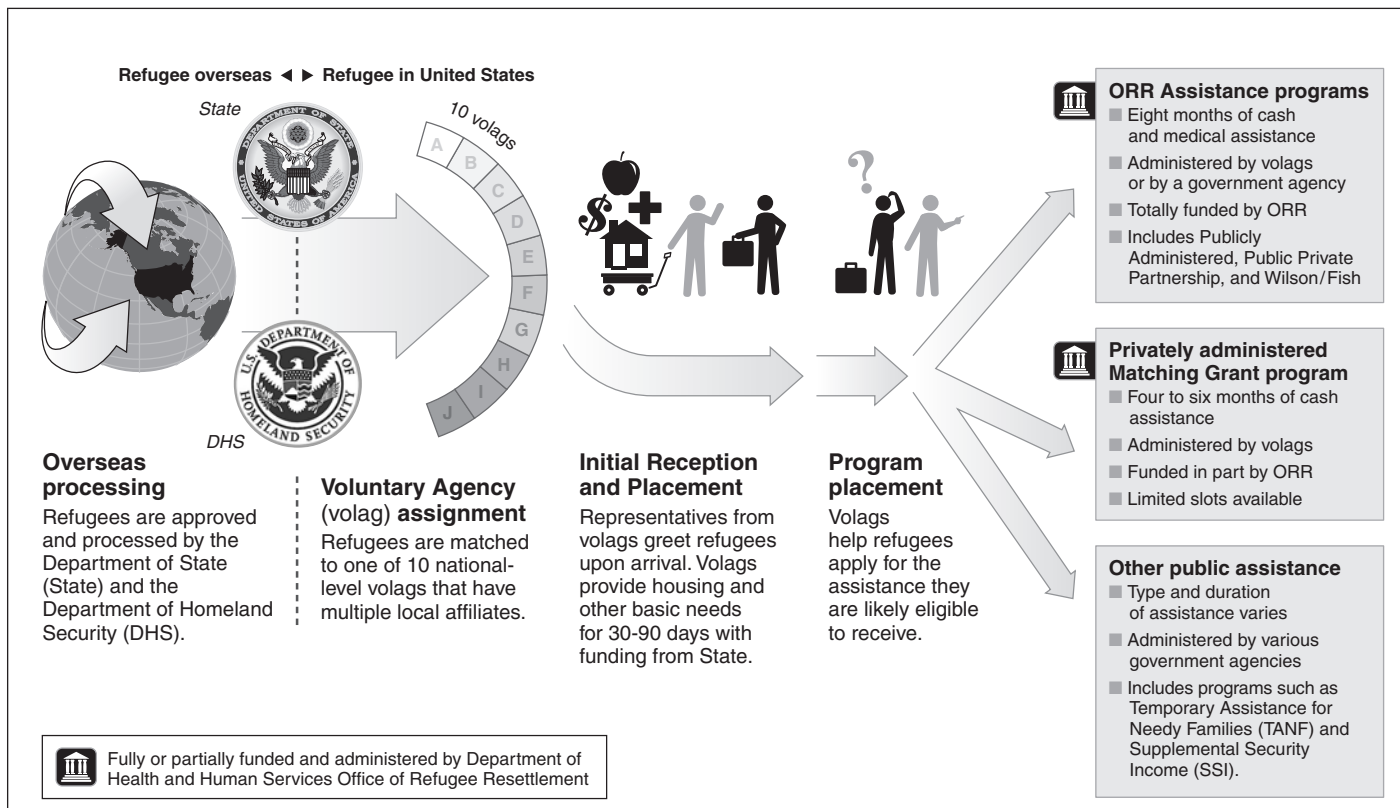 Refugee overseas ◄ ► Refugee in United States
State
DEPARTMENT OF STATE
UNITED STATES OF AMERICA
U.S. DEPARTMENT OF
HOMELAND SECURITY
DHS
10 volags
A
B
C
D
E
F
G
H
I
J
$
?
Overseas
processing
Refugees are approved
and processed by the
Department of State
(State) and the
Department of Homeland
Security (DHS).
Voluntary Agency
(volag) assignment
Refugees are matched
to one of 10 national-
level volags that have
multiple local affiliates.
Initial Reception
and Placement
Representatives from
volags greet refugees
upon arrival. Volags
provide housing and
other basic needs
for 30-90 days with
funding from State.
Program
placement
Volags
help refugees
apply for the
assistance they
are likely eligible
to receive.
ORR Assistance programs
■ Eight months of cash
and medical assistance
■ Administered by volags
or by a government agency
■ Totally funded by ORR
■ Includes Publicly
Administered, Public Private
Partnership, and Wilson/Fish
Privately administered
Matching Grant program
■ Four to six months of cash
assistance
■ Administered by volags
■ Funded in part by ORR
■ Limited slots available
Other public assistance
■ Type and duration
of assistance varies
■ Administered by various
government agencies
■ Includes programs such as
Temporary Assistance for
Needy Families (TANF) and
Supplemental Security
Income (SSI).
Fully or partially funded and administered by Department of
Health and Human Services Office of Refugee Resettlement